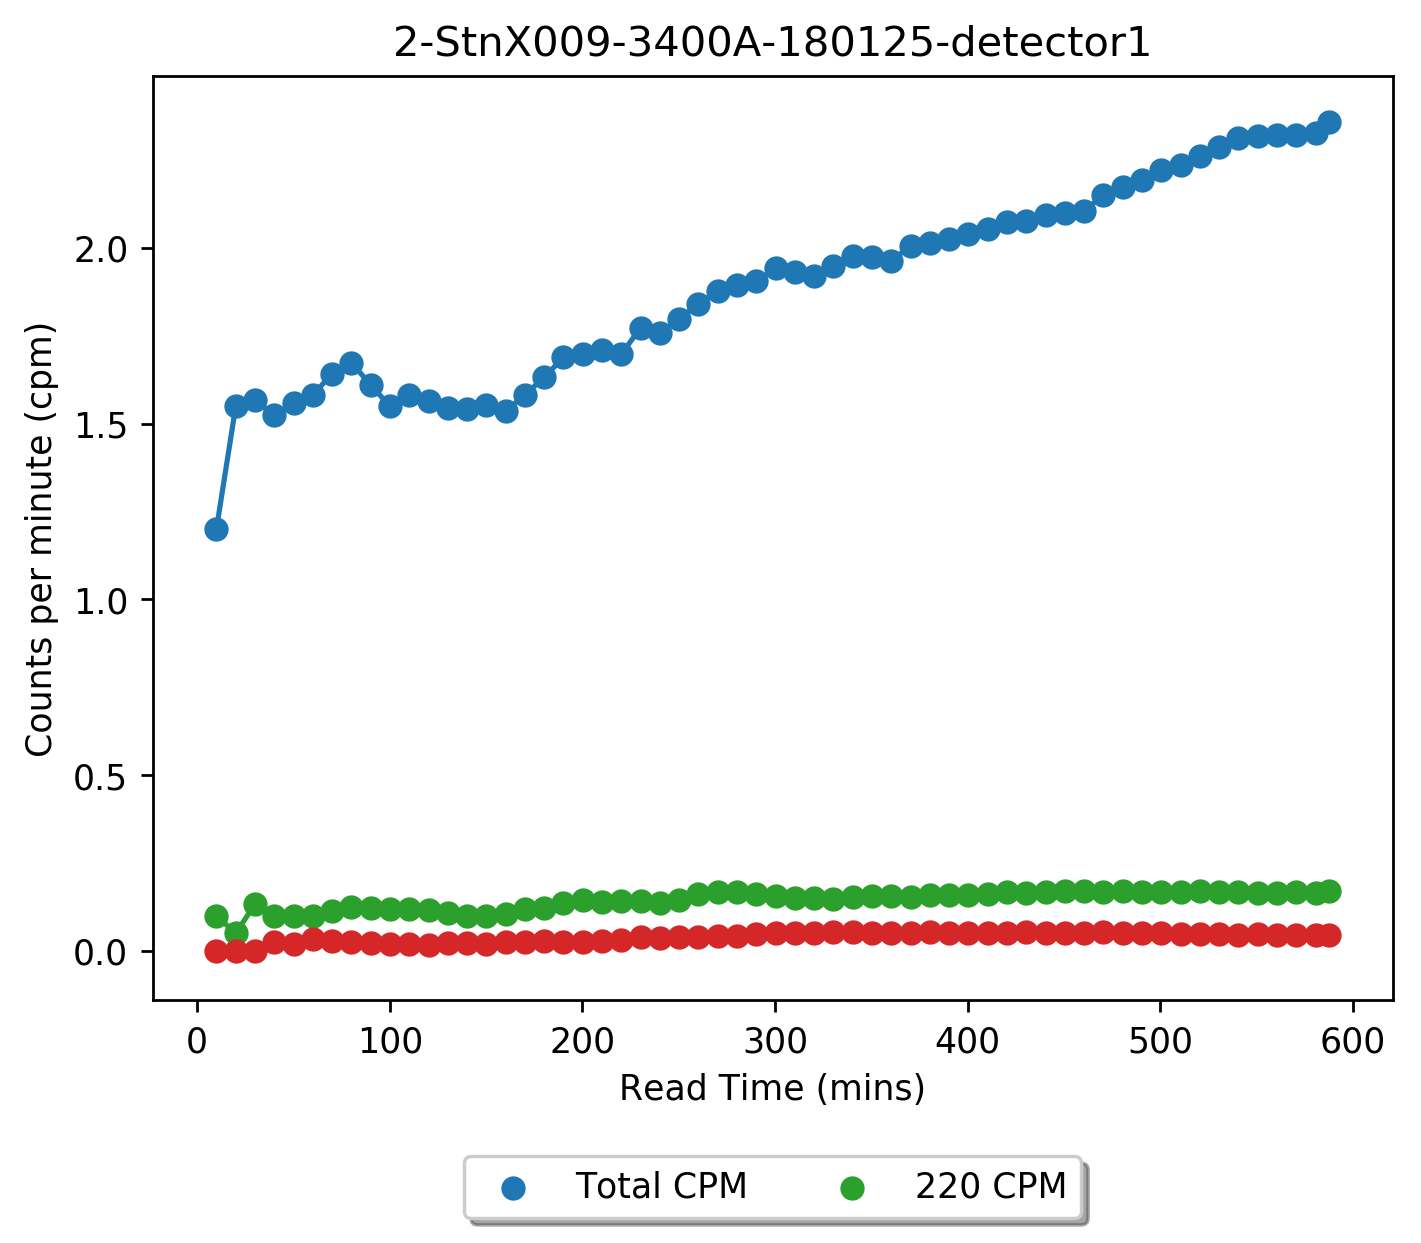 2-StnX009-3400A-180125-detector1
Counts per minute (cpm)
2.0
1.5
1.0
0.5
0.0
0 100 200 300 400 500 600
Read Time (mins)
Total CPM 220 CPM